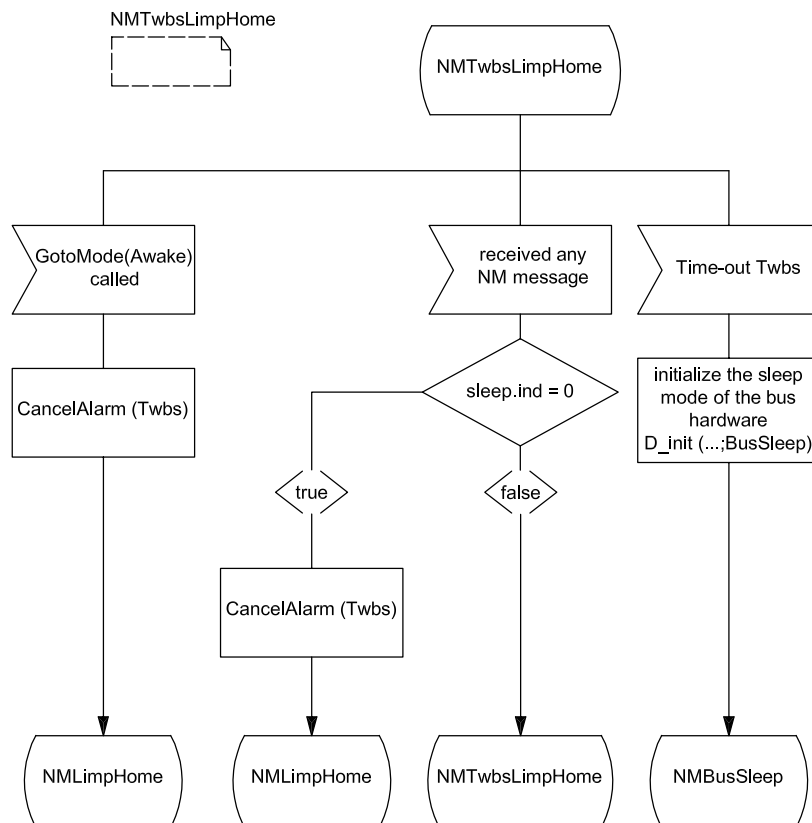 NMTwbsLimpHome
NMTwbsLimpHome
GotoMode(Awake)
called
received any
NM message
Time-out Twbs
CancelAlarm (Twbs)
sleep.ind = 0
initialize the sleep
mode of the bus
hardware
D_init (...;BusSleep)
true
false
CancelAlarm (Twbs)
NMLimpHome
NMLimpHome
NMTwbsLimpHome
NMBusSleep